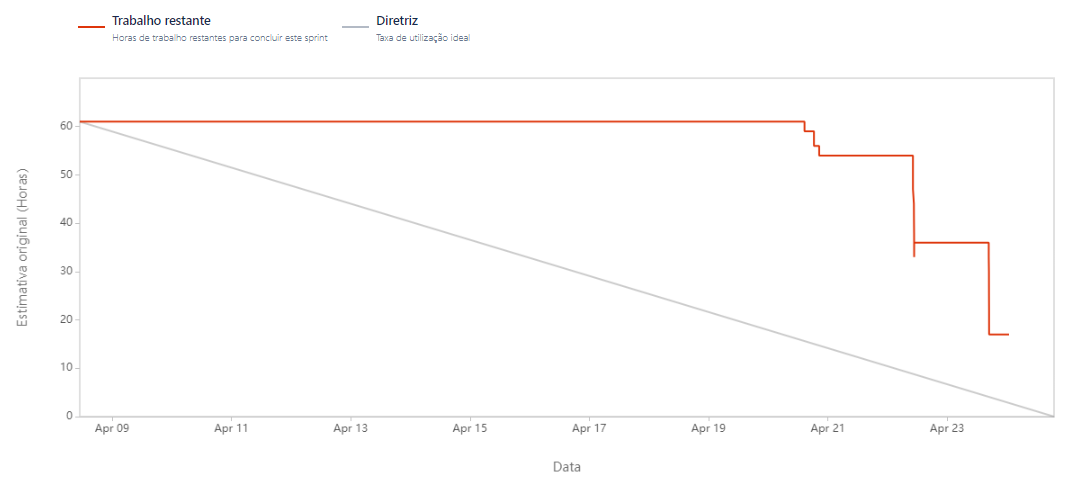 Trabalho restante
Horas de trabalho restantes para concluir este sprint
Diretriz
Taxa de utilização ideal
Estimativa original (Horas)
60
50
40
30
20
10
0
Apr 09 Apr 11 Apr 13 Apr 15 Apr 17 Apr 19 Apr 21 Apr 23
Data